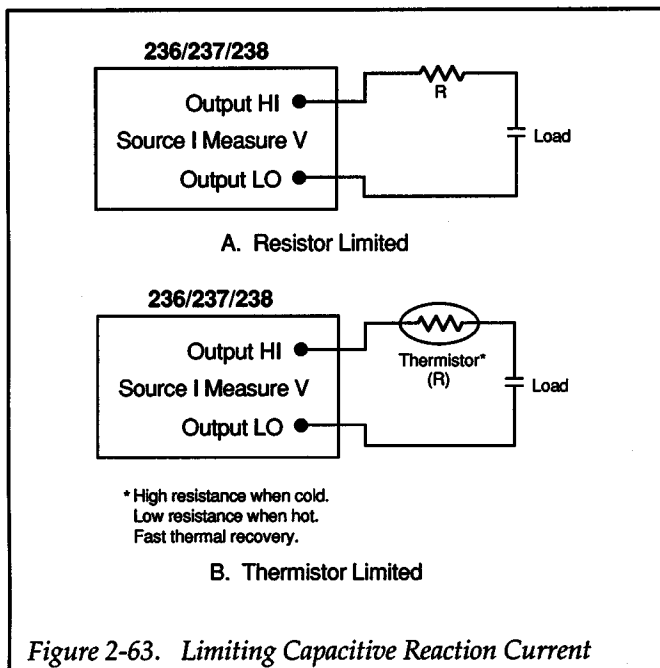 236/237/238
Output HI
R
Source I Measure V
Load
Output LO
A. Resistor Limited
236/237/238
Output HI
Thermistor*
(R)
Source I Measure V
Load
Output LO
* High resistance when cold.
Low resistance when hot.
Fast thermal recovery.
B. Thermistor Limited
Figure 2-63. Limiting Capacitive Reaction Current